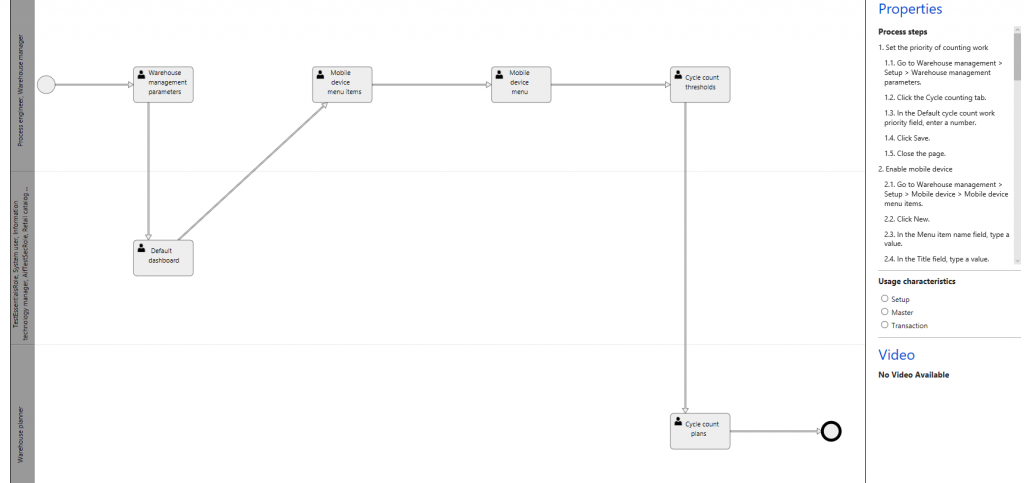 Process engineer, Warehouse manager
Warehouse
management
parameters
Mobile
device
menu items
Mobile
device
menu
Cycle count
thresholds
TestEssentialsRole, System user, Information
technology manager, AifTestSecRole, Retail catalog ...
Default
dashboard
Warehouse planner
Cycle count
plans
Properties
Process steps
1. Set the priority of counting work
1.1. Go to Warehouse management >
Setup > Warehouse management
parameters.
1.2. Click the Cycle counting tab.
1.3. In the Default cycle count work
priority field, enter a number.
1.4. Click Save.
1.5. Close the page.
2. Enable mobile device
2.1. Go to Warehouse management >
Setup > Mobile device > Mobile device
menu items.
2.2. Click New.
2.3. In the Menu item name field, type a
value.
2.4. In the Title field, type a value.
Usage characteristics
Setup
Master
Transaction
Video
No Video Available